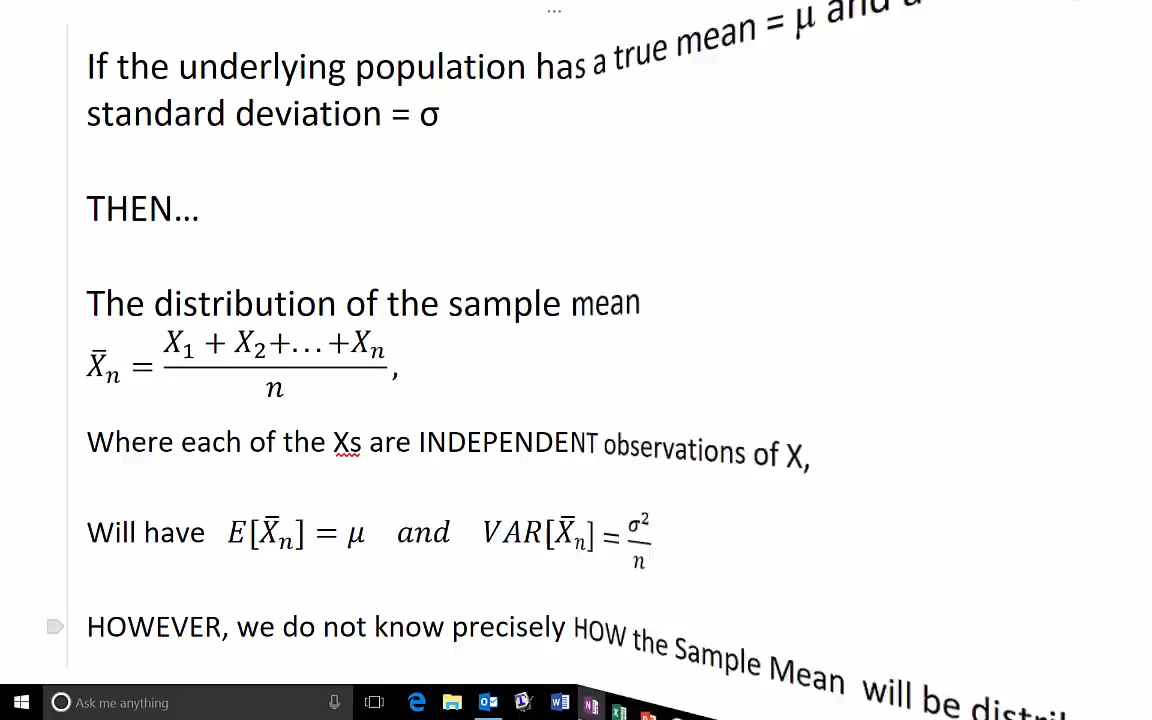 ...
If the underlying population has a true mean = μ and a
standard deviation = σ
THEN...
The distribution of the sample mean
X̄ₙ = (X₁ + X₂+...+Xₙ)/n,
Where each of the Xs are INDEPENDENT observations of X,
Will have E[X̄ₙ] = μ and VAR[X̄ₙ] = σ²/n
HOWEVER, we do not know precisely HOW the Sample Mean will be
Ask me anything